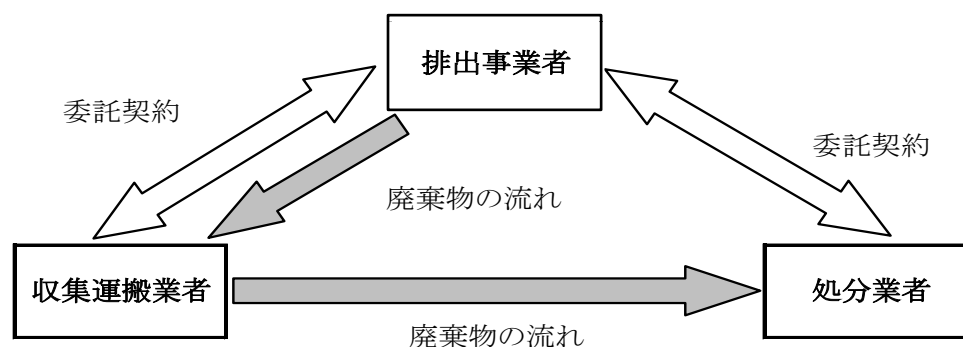 排出事業者
委託契約
委託契約
廃棄物の流れ
収集運搬業者
処分業者
廃棄物の流れ